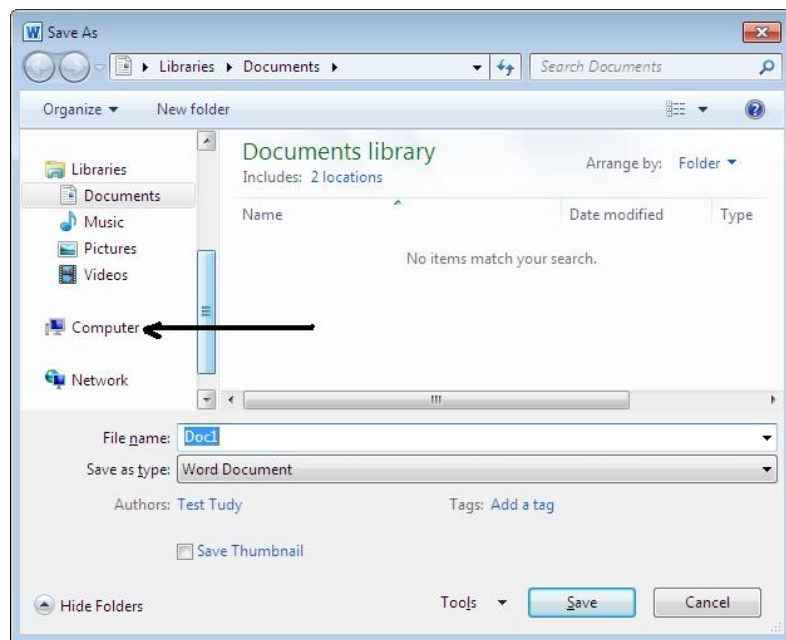 W Save As
Libraries Documents
Search Documents
Organize New folder
?
Libraries
Documents
Music
Pictures
Videos
Computer
Network
Documents library
Includes: 2 locations
Arrange by: Folder
Name Date modified Type
No items match your search.
File name: Doc1
Save as type: Word Document
Authors: Test Tudy Tags: Add a tag
Save Thumbnail
Hide Folders Tools Save Cancel